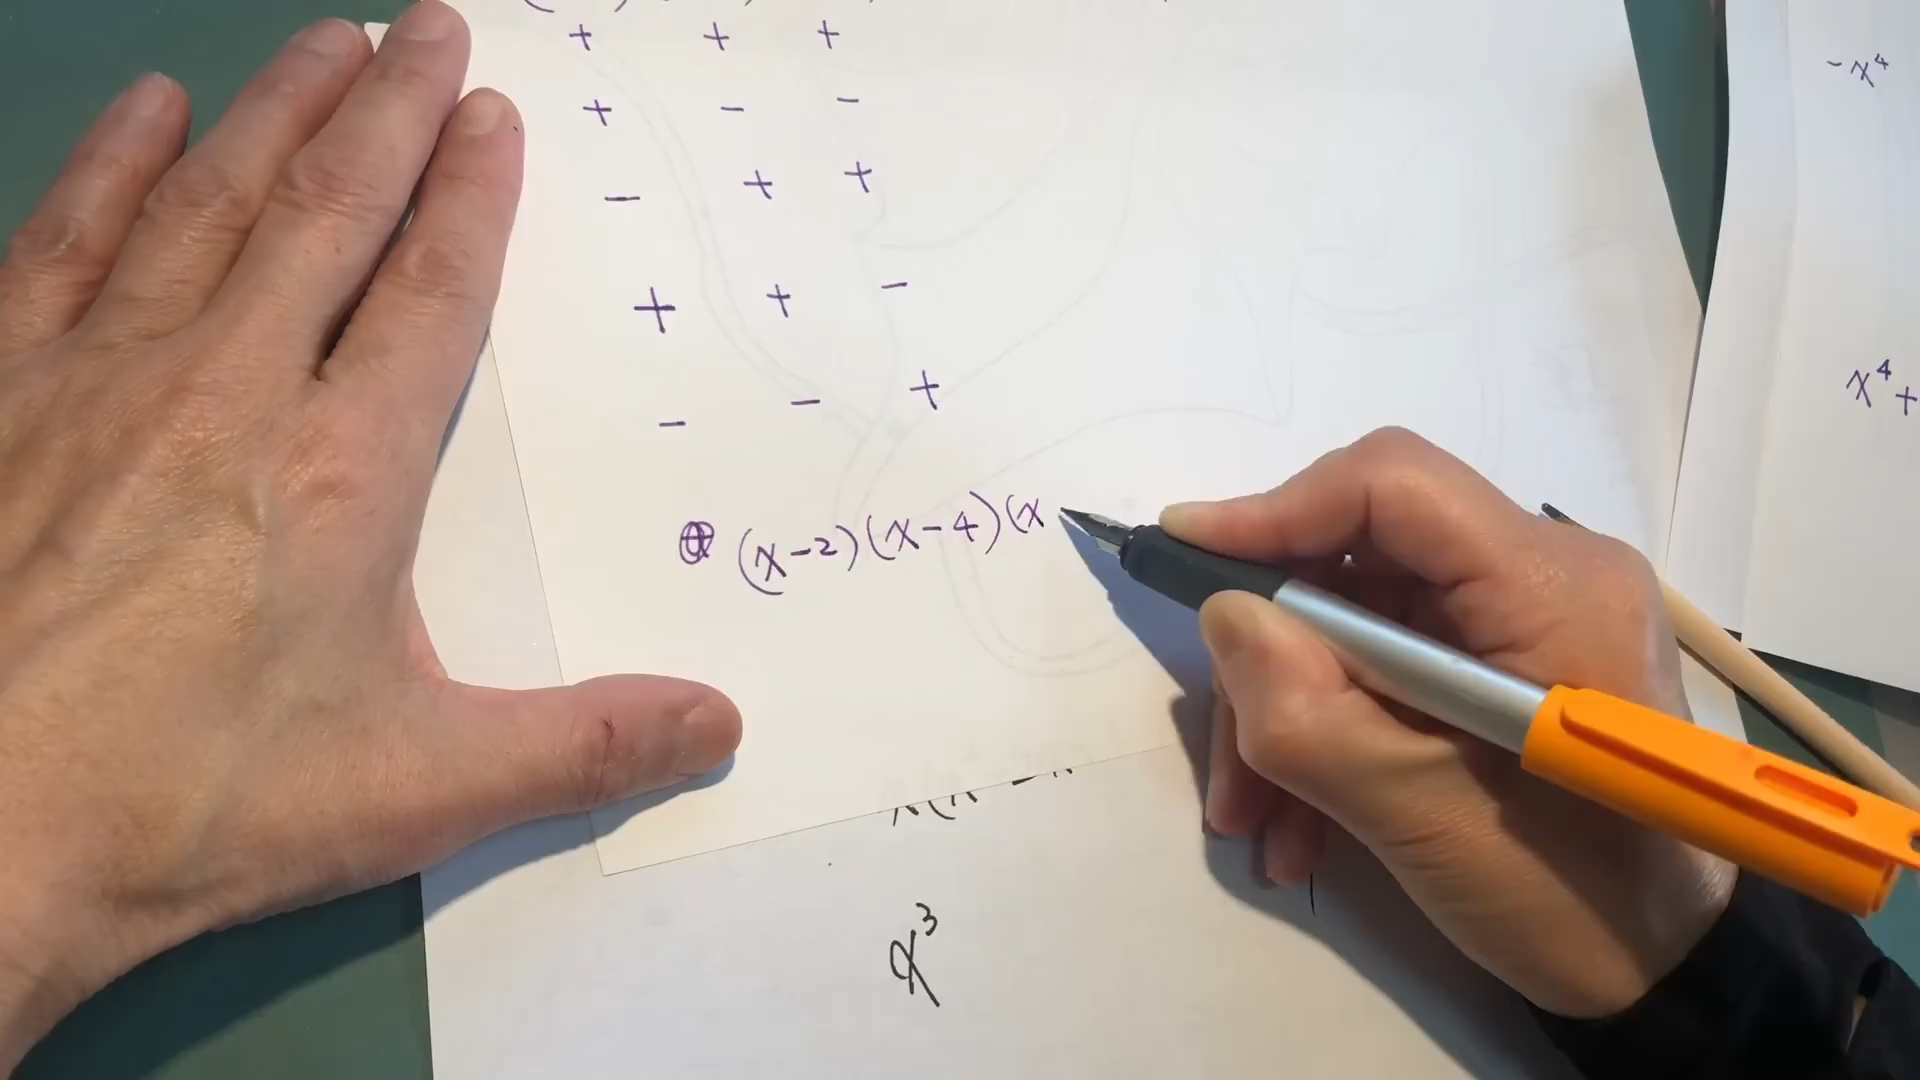 + + +
+ - -
- + +
+ + -
- - +
(x-2)(x-4)(x
x³
-x⁴
x⁴+